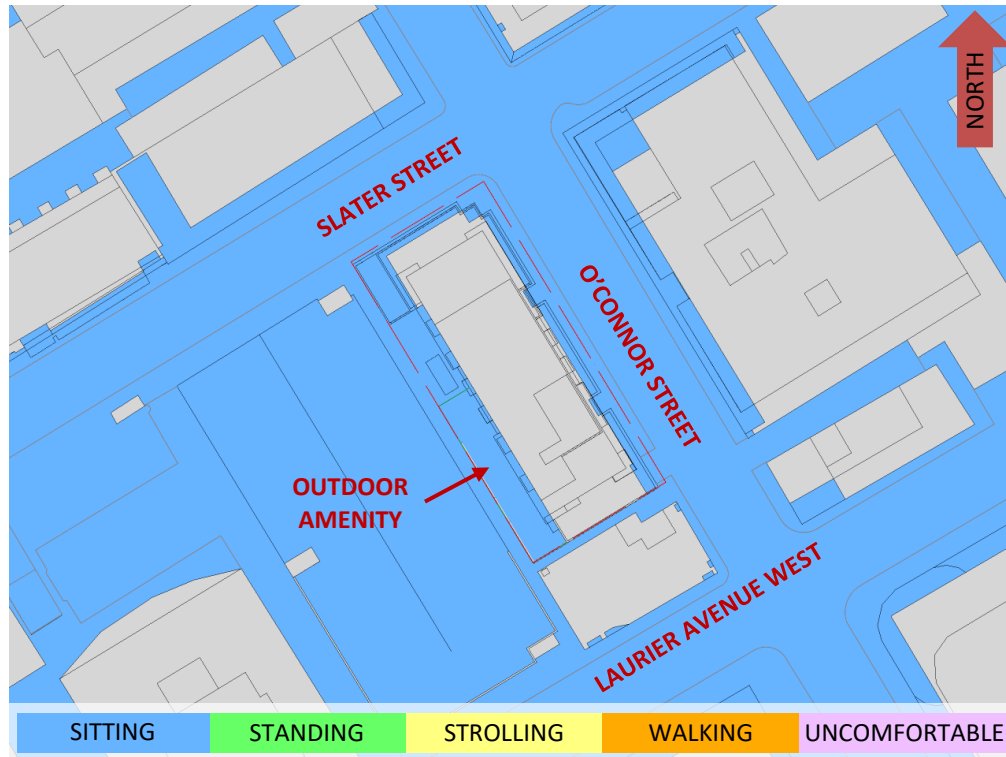 NORTH
SLATER STREET
O'CONNOR STREET
OUTDOOR
AMENITY
LAURIER AVENUE WEST
SITTING
STANDING
STROLLING
WALKING
UNCOMFORTABLE